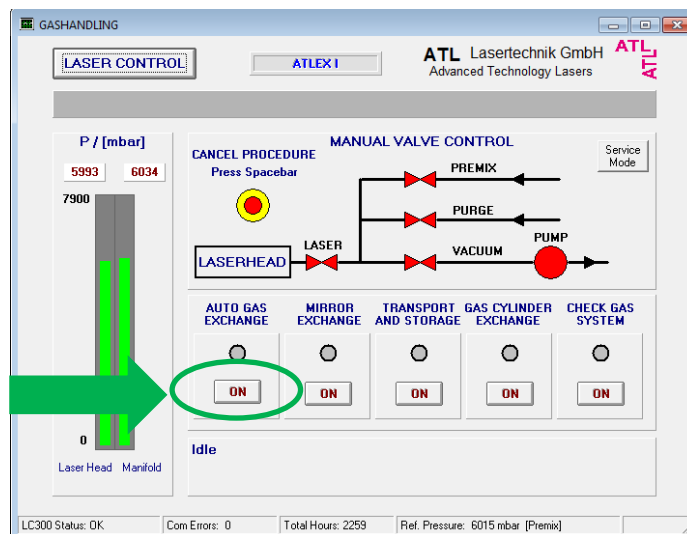 GASHANDLING
LASER CONTROL
ATLEX I
ATL Lasertechnik GmbH
Advanced Technology Lasers
ATL
ATL
P / [mbar]
5993 6034
7900
0
Laser Head Manifold
MANUAL VALVE CONTROL
CANCEL PROCEDURE
Press Spacebar
Service
Mode
PREMIX
PURGE
LASER
VACUUM
PUMP
LASERHEAD
AUTO GAS
EXCHANGE
ON
MIRROR
EXCHANGE
ON
TRANSPORT
AND STORAGE
ON
GAS CYLINDER
EXCHANGE
ON
CHECK GAS
SYSTEM
ON
Idle
LC300 Status: OK
Com Errors: 0
Total Hours: 2259
Ref. Pressure: 6015 mbar [Premix]